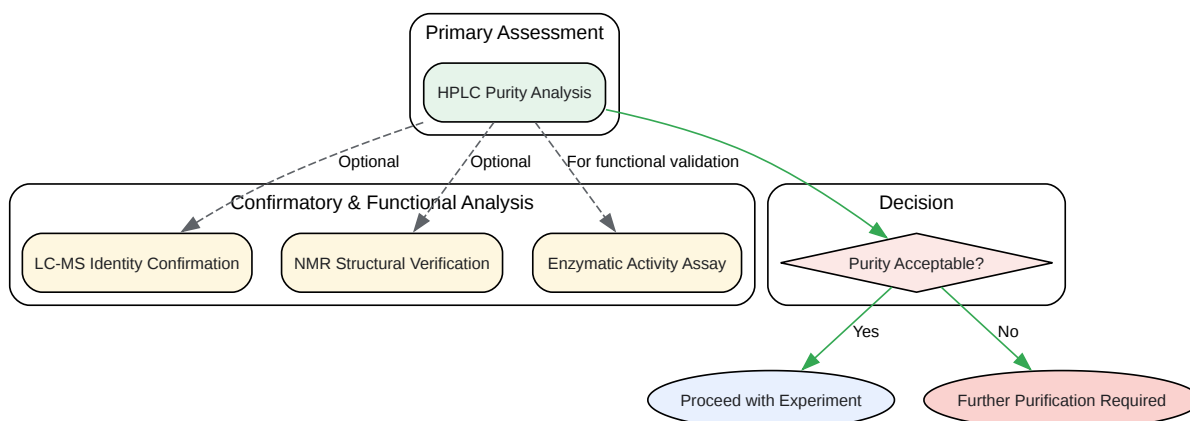 Primary Assessment
HPLC Purity Analysis
Optional
Optional
For functional validation
Confirmatory & Functional Analysis
Decision
LC-MS Identity Confirmation
NMR Structural Verification
Enzymatic Activity Assay
Purity Acceptable?
Yes
No
Proceed with Experiment
Further Purification Required